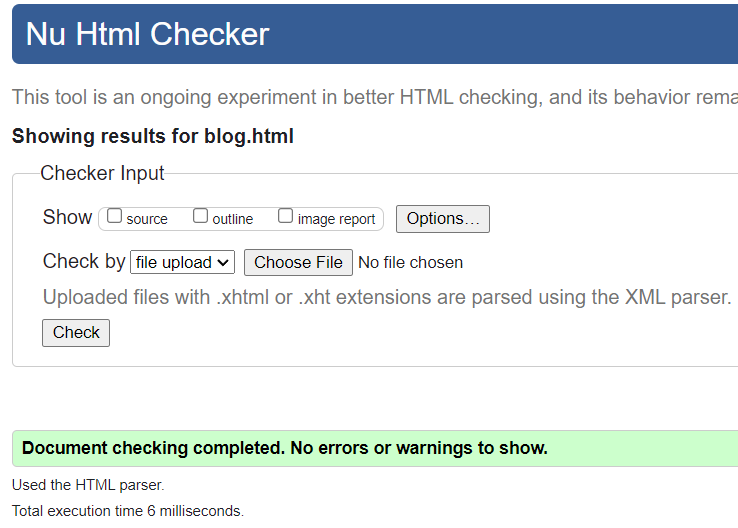 Nu Html Checker
This tool is an ongoing experiment in better HTML checking, and its behavior rema
Showing results for blog.html
Checker Input
Show source outline image report Options...
Check by file upload Choose File No file chosen
Uploaded files with .xhtml or .xht extensions are parsed using the XML parser.
Check
Document checking completed. No errors or warnings to show.
Used the HTML parser.
Total execution time 6 milliseconds.